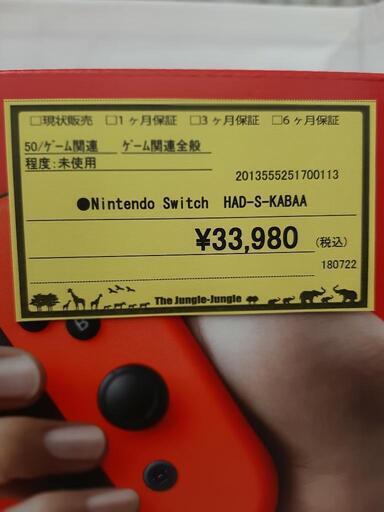 □現状販売 □1ヶ月保証 □3ヶ月保証 □6ヶ月保証
50/ゲーム関連 ゲーム関連全般
程度:未使用
2013555251700113
●Nintendo Switch HAD-S-KABAA
¥33,980 (税込)
180722
The Jungle-Jungle